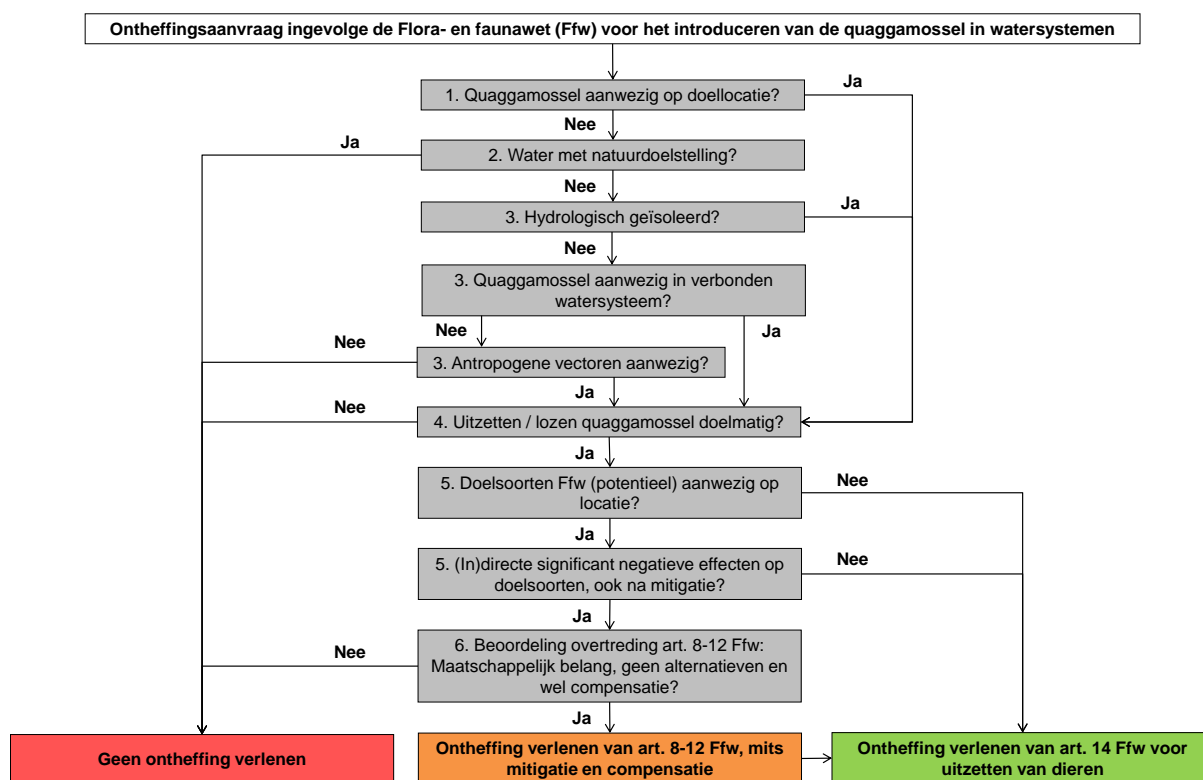 Ontheffingsaanvraag ingevolge de Flora- en faunawet (Ffw) voor het introduceren van de quaggamossel in watersystemen
Ja
1. Quaggamossel aanwezig op doellocatie?
Nee
Ja
2. Water met natuurdoelstelling?
Nee
Ja
3. Hydrologisch geïsoleerd?
Nee
3. Quaggamossel aanwezig in verbonden
watersysteem?
Nee
Ja
Nee
3. Antropogene vectoren aanwezig?
Ja
Nee
4. Uitzetten / lozen quaggamossel doelmatig?
Ja
5. Doelsoorten Ffw (potentieel) aanwezig op
locatie?
Nee
Ja
5. (In)directe significant negatieve effecten op
doelsoorten, ook na mitigatie?
Nee
Ja
Nee
6. Beoordeling overtreding art. 8-12 Ffw:
Maatschappelijk belang, geen alternatieven en
wel compensatie?
Ja
Geen ontheffing verlenen
Ontheffing verlenen van art. 8-12 Ffw, mits
mitigatie en compensatie
Ontheffing verlenen van art. 14 Ffw voor
uitzetten van dieren